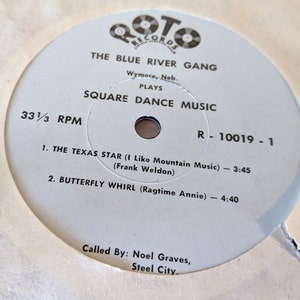 ROTO
RECORDS.
THE BLUE RIVER GANG
Wymore, Neb.
PLAYS
SQUARE DANCE MUSIC
33⅓ RPM
R - 10019 - 1
1. THE TEXAS STAR (I Like Mountain Music) — 3:45
(Frank Weldon)
2. BUTTERFLY WHIRL (Ragtime Annie) — 4:40
Called By: Noel Graves,
Steel City.